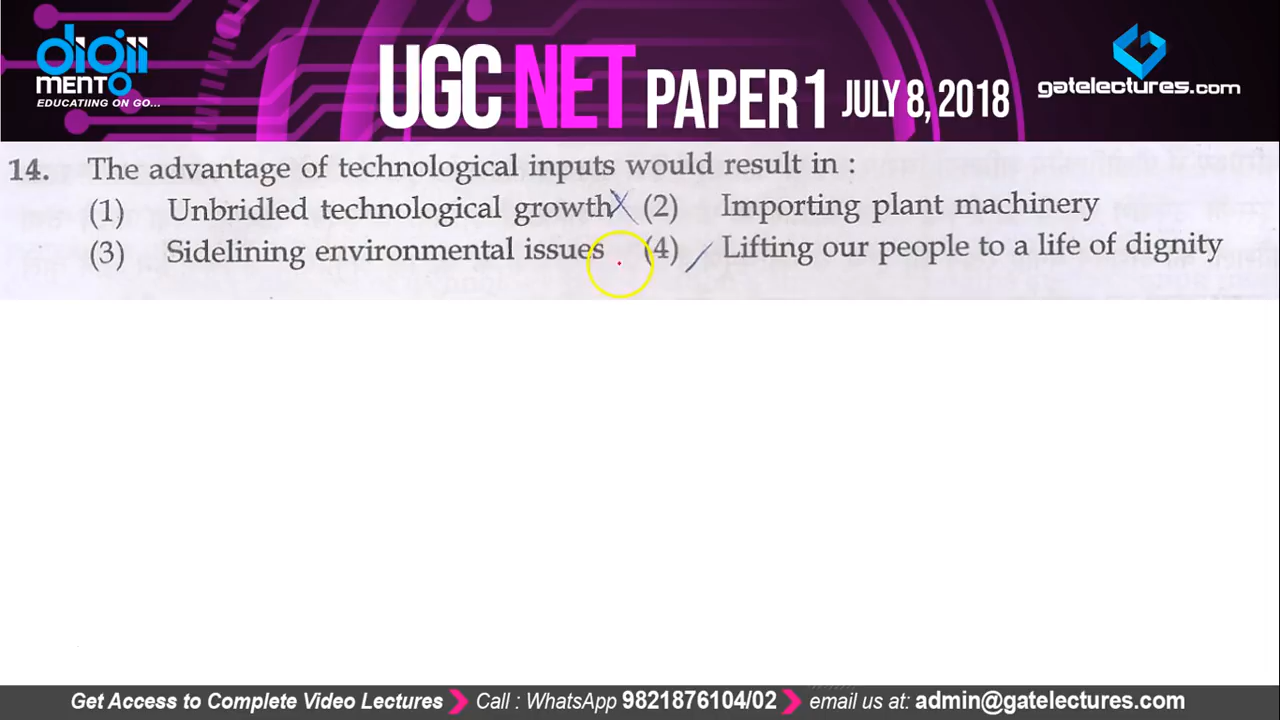 digiii
MENTO
EDUCATIING ON GO...
UGC NET PAPER 1 JULY 8, 2018
gatelectures.com
14. The advantage of technological inputs would result in :
(1) Unbridled technological growth (2) Importing plant machinery
(3) Sidelining environmental issues (4) Lifting our people to a life of dignity
Get Access to Complete Video Lectures Call : WhatsApp 9821876104/02 email us at: admin@gatelectures.com